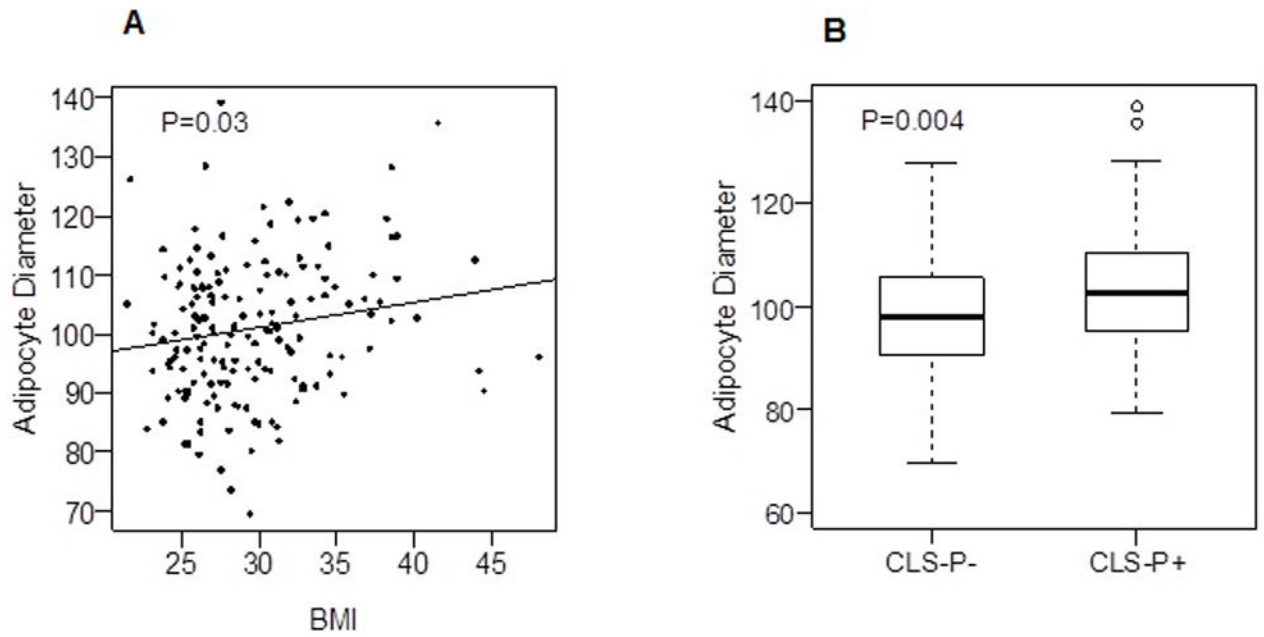 A
P=0.03
140
130
120
110
100
90
80
70
Adipocyte Diameter
25 30 35 40 45
BMI
B
P=0.004
140
120
100
80
60
Adipocyte Diameter
CLS-P- CLS-P+